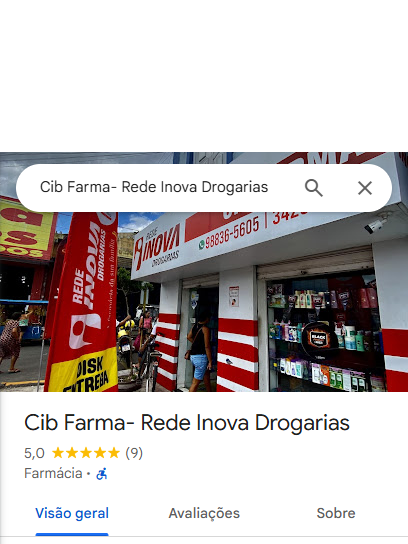 Cib Farma- Rede Inova Drogarias
REDE
INOVA
DROGARIAS
98836-5605 | 342
REDE
INOVA
DROGARIAS
DISK
ENTREGA
BLACK
Cib Farma- Rede Inova Drogarias
5,0 ★★★★★ (9)
Farmácia ·
Visão geral
Avaliações
Sobre